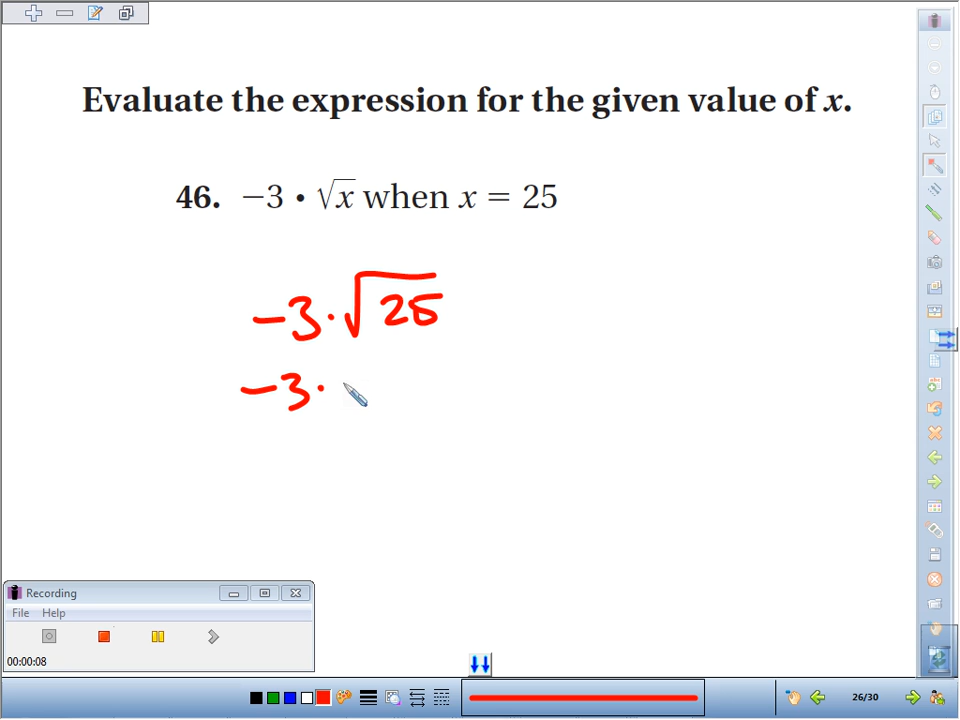 Evaluate the expression for the given value of x.
46. −3 • √x when x = 25
−3 · √25
−3 ·
Recording
File Help
00:00:08
26/30